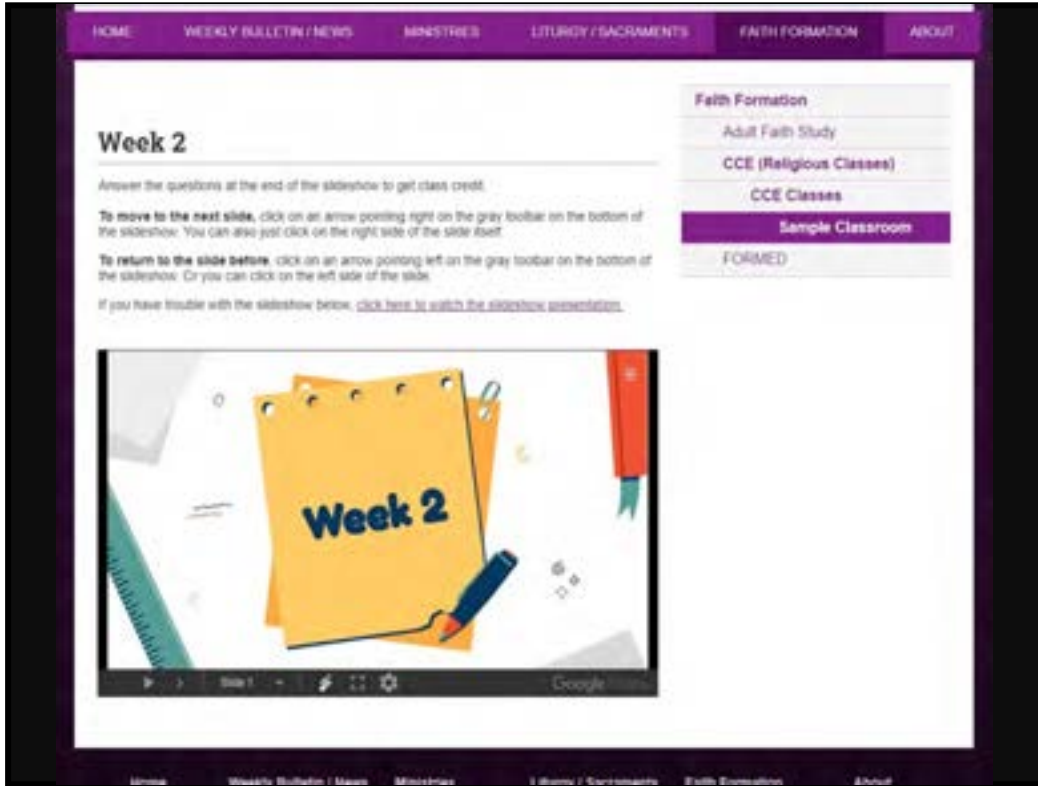 HOME WEEKLY BULLETIN / NEWS MINISTRIES LITURGY / SACRAMENTS FAITH FORMATION ABOUT
Faith Formation
Adult Faith Study
CCE (Religious Classes)
CCE Classes
Sample Classroom
FORMED
Week 2
Answer the questions at the end of the slideshow to get class credit.
To move to the next slide, click on an arrow pointing right on the gray toolbar on the bottom of
the slideshow. You can also just click on the right side of the slide itself.
To return to the slide before, click on an arrow pointing left on the gray toolbar on the bottom of
the slideshow. Or you can click on the left side of the slide.
If you have trouble with the slideshow below, click here to watch the slideshow presentation.
Week 2
Slide 1
Google
Home Weekly Bulletin / News Ministries Liturgy / Sacraments Faith Formation About